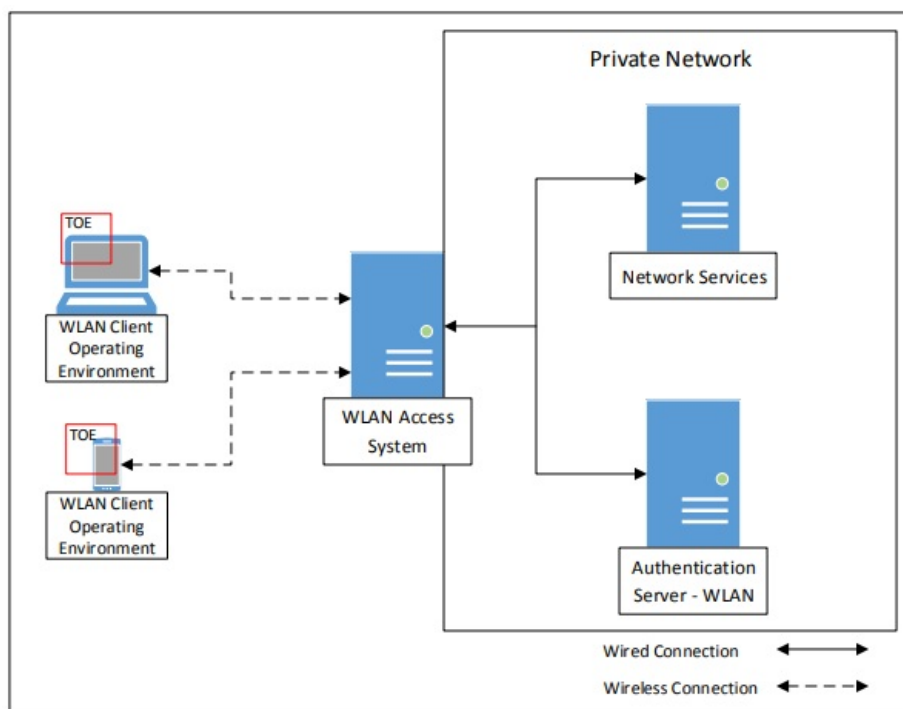 Private Network
TOE
WLAN Client
Operating
Environment
TOE
WLAN Client
Operating
Environment
WLAN Access
System
Network Services
Authentication
Server - WLAN
Wired Connection
Wireless Connection